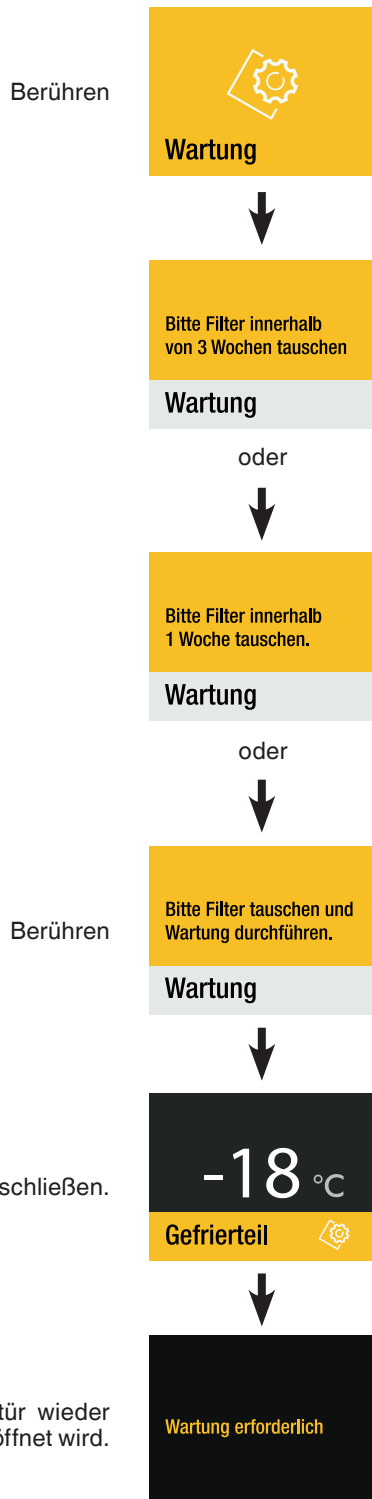 Berühren
Wartung
Bitte Filter innerhalb
von 3 Wochen tauschen
Wartung
oder
Bitte Filter innerhalb
1 Woche tauschen.
Wartung
oder
Berühren
Bitte Filter tauschen und
Wartung durchführen.
Wartung
schließen.
-18 °C
Gefrierteil
tür wieder
öffnet wird.
Wartung erforderlich